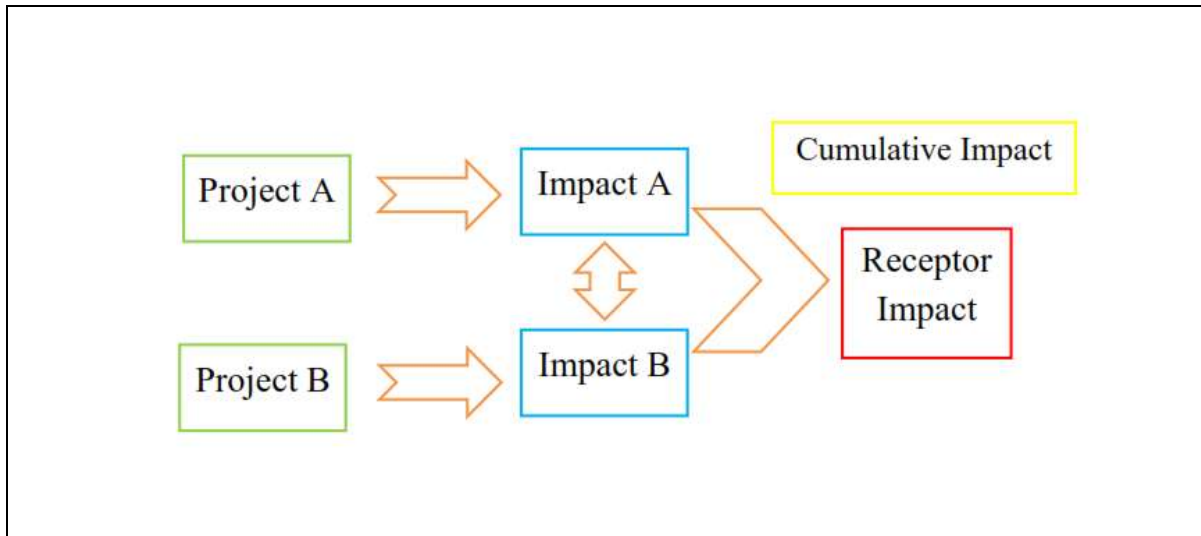 Cumulative Impact
Project A
Impact A
Receptor
Impact
Project B
Impact B